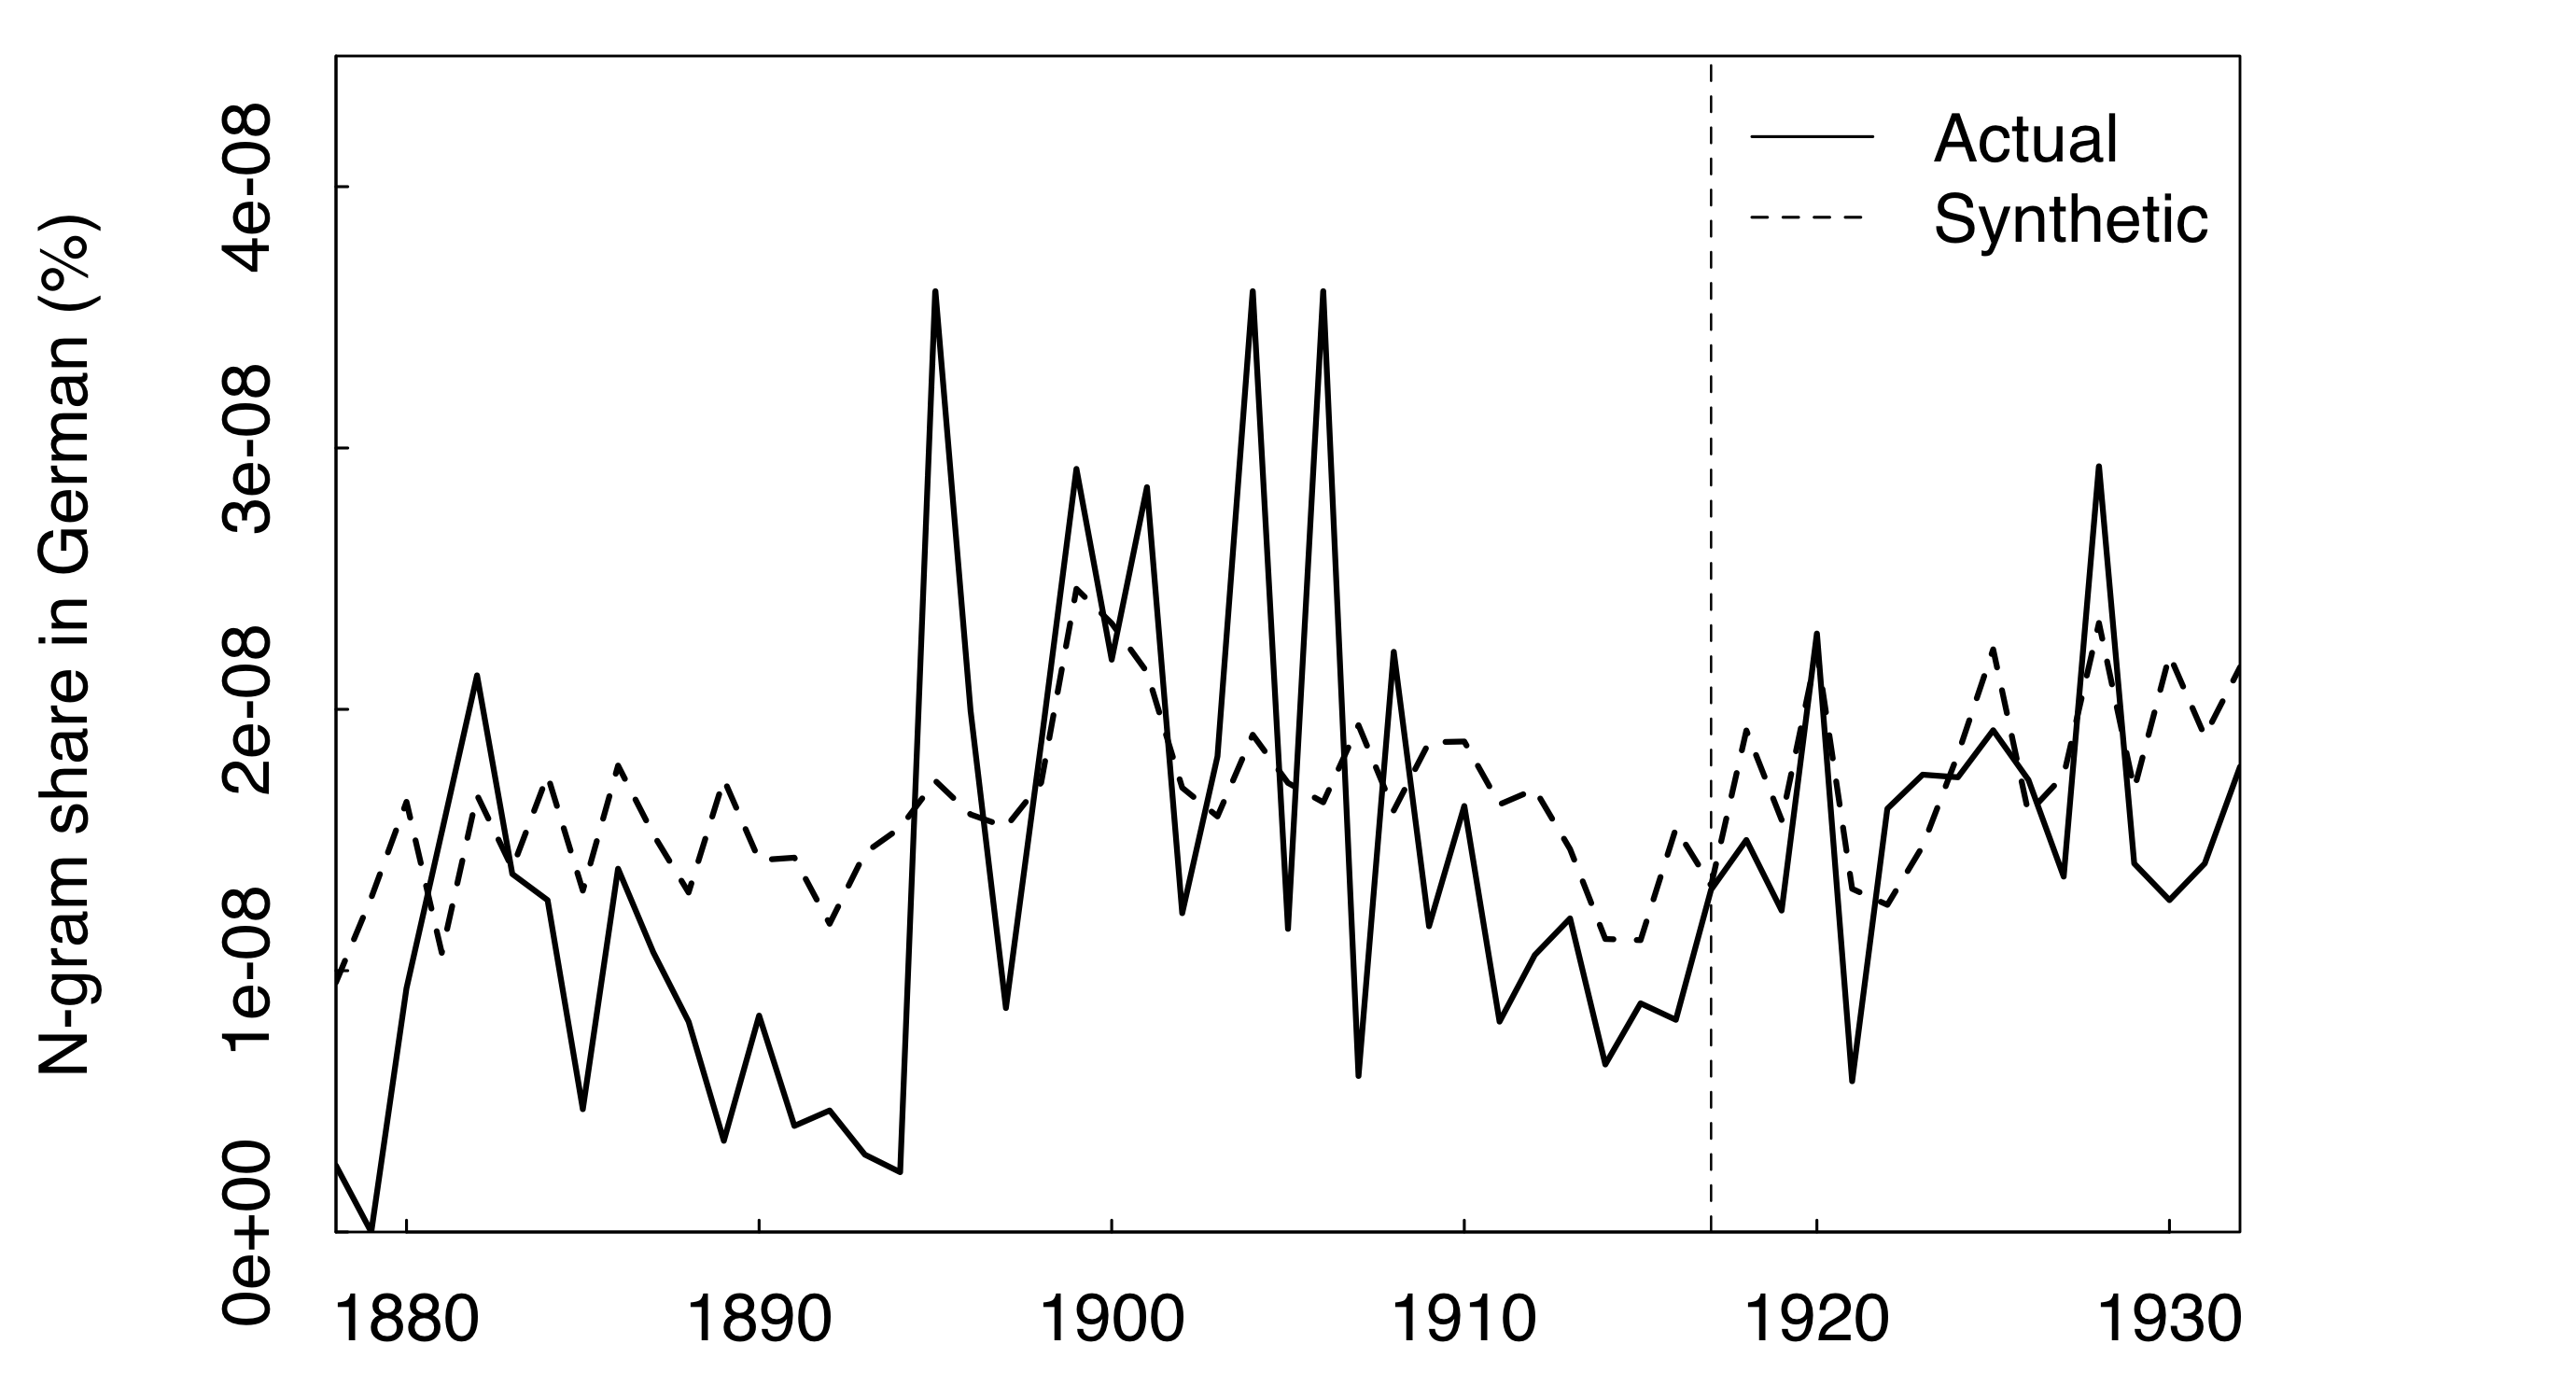 N-gram share in German (%)
4e-08
3e-08
2e-08
1e-08
0e+00
Actual
Synthetic
1880 1890 1900 1910 1920 1930